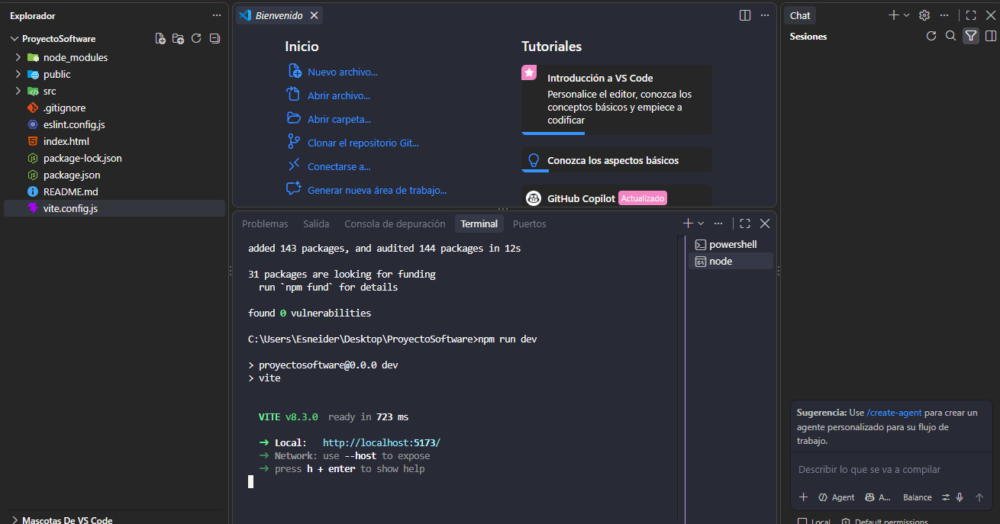 Explorador
ProyectoSoftware
node_modules
public
src
.gitignore
eslint.config.js
index.html
package-lock.json
package.json
README.md
vite.config.js
Mascotas De VS Code
Bienvenido
Inicio
Nuevo archivo...
Abrir archivo...
Abrir carpeta...
Clonar el repositorio Git...
Conectarse a...
Generar nueva área de trabajo...
Tutoriales
Introducción a VS Code
Personalice el editor, conozca los
conceptos básicos y empiece a
codificar
Conozca los aspectos básicos
GitHub Copilot Actualizado
Problemas Salida Consola de depuración Terminal Puertos
added 143 packages, and audited 144 packages in 12s
31 packages are looking for funding
run `npm fund` for details
found 0 vulnerabilities
C:\Users\Esneider\Desktop\ProyectoSoftware>npm run dev
> proyectosoftware@0.0.0 dev
> vite
VITE v8.3.0 ready in 723 ms
➜ Local: http://localhost:5173/
➜ Network: use --host to expose
➜ press h + enter to show help
powershell
node
Chat
Sesiones
Sugerencia: Use /create-agent para crear un
agente personalizado para su flujo de
trabajo.
Describir lo que se va a compilar
Agent A... Balance
Local Default permissions